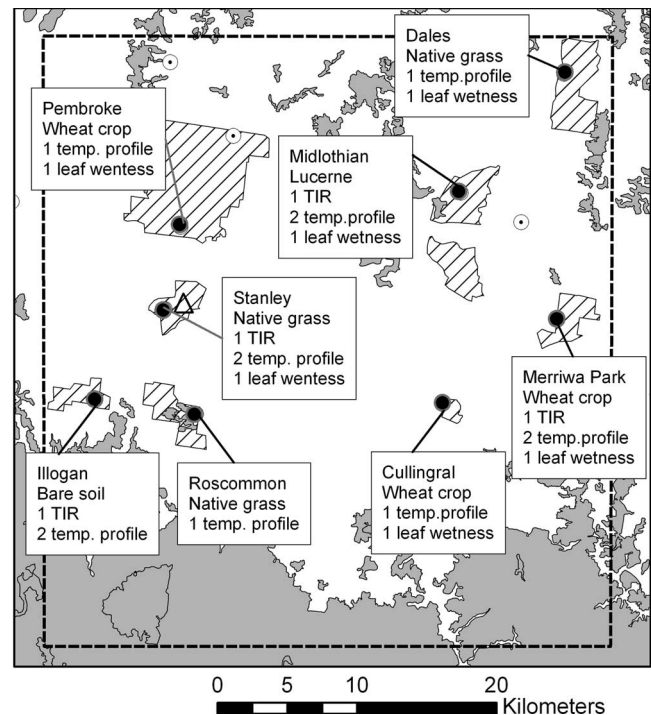 Dales
Native grass
1 temp.profile
1 leaf wetness
Pembroke
Wheat crop
1 temp. profile
1 leaf wentess
Midlothian
Lucerne
1 TIR
2 temp.profile
1 leaf wetness
Stanley
Native grass
1 TIR
2 temp. profile
1 leaf wentess
Merriwa Park
Wheat crop
1 TIR
2 temp.profile
1 leaf wetness
Illogan
Bare soil
1 TIR
2 temp. profile
Roscommon
Native grass
1 temp. profile
Cullingral
Wheat crop
1 temp.profile
1 leaf wetness
0 5 10 20
Kilometers